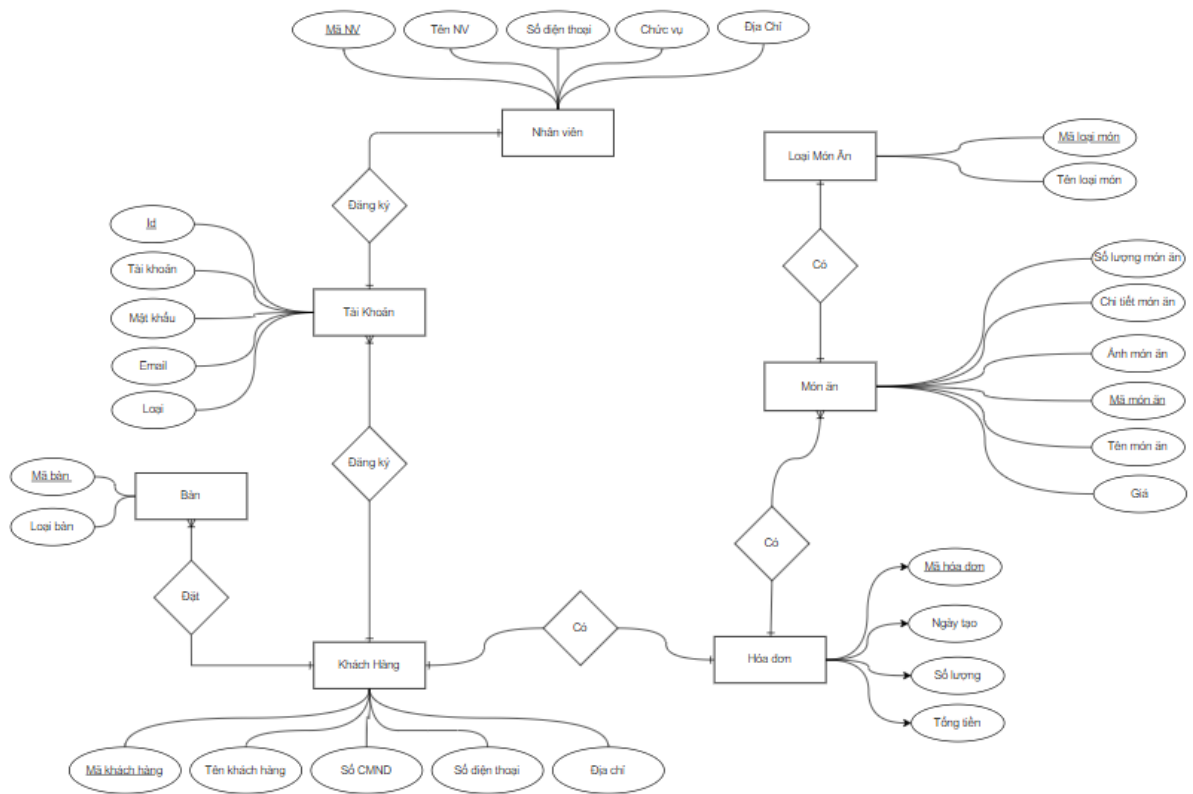 Mã NV
Tên NV
Số điện thoại
Chức vụ
Địa Chỉ
Nhân viên
Loại Món Ăn
Mã loại món
Tên loại món
Đăng ký
Id
Tài khoản
Mật khẩu
Email
Loại
Tài Khoản
Có
Số lượng món ăn
Chi tiết món ăn
Ảnh món ăn
Mã món ăn
Tên món ăn
Giá
Món ăn
Đăng ký
Mã bàn
Loại bàn
Bàn
Có
Đặt
Có
Mã hóa đơn
Ngày tạo
Số lượng
Tổng tiền
Khách Hàng
Hóa đơn
Mã khách hàng
Tên khách hàng
Số CMND
Số điện thoại
Địa chỉ